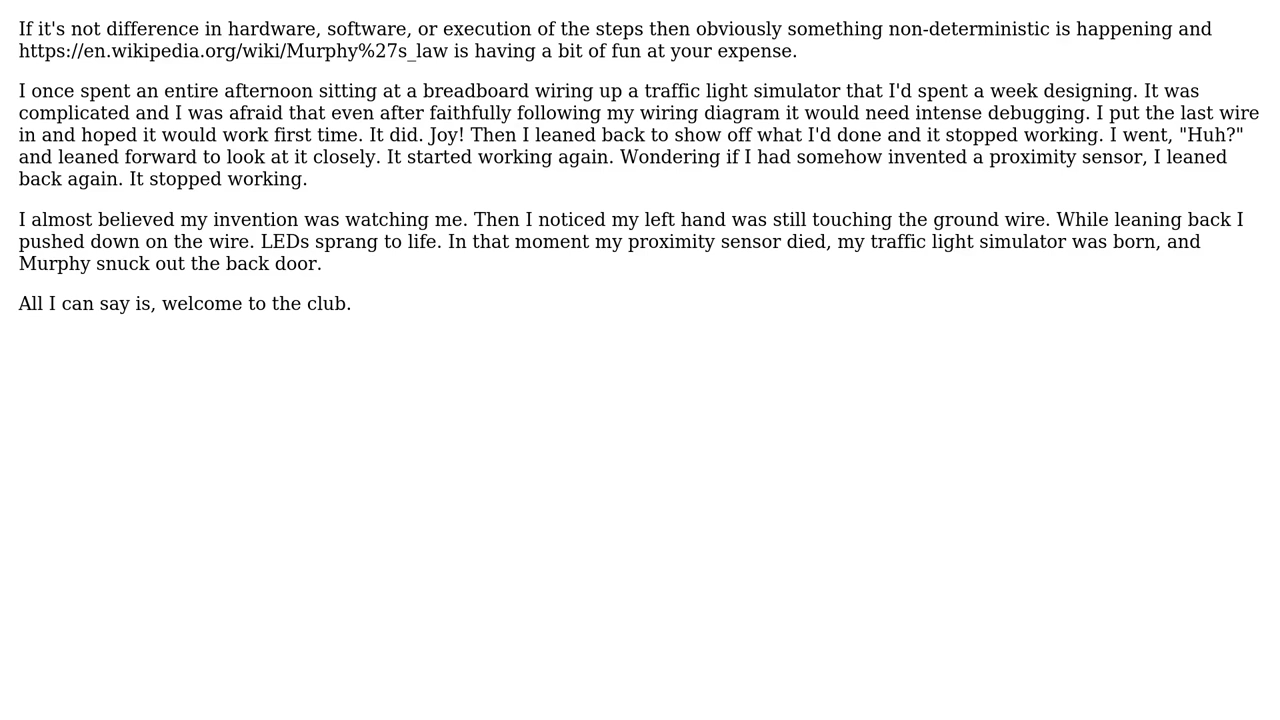 If it's not difference in hardware, software, or execution of the steps then obviously something non-deterministic is happening and
https://en.wikipedia.org/wiki/Murphy%27s_law is having a bit of fun at your expense.
I once spent an entire afternoon sitting at a breadboard wiring up a traffic light simulator that I'd spent a week designing. It was
complicated and I was afraid that even after faithfully following my wiring diagram it would need intense debugging. I put the last wire
in and hoped it would work first time. It did. Joy! Then I leaned back to show off what I'd done and it stopped working. I went, "Huh?"
and leaned forward to look at it closely. It started working again. Wondering if I had somehow invented a proximity sensor, I leaned
back again. It stopped working.
I almost believed my invention was watching me. Then I noticed my left hand was still touching the ground wire. While leaning back I
pushed down on the wire. LEDs sprang to life. In that moment my proximity sensor died, my traffic light simulator was born, and
Murphy snuck out the back door.
All I can say is, welcome to the club.